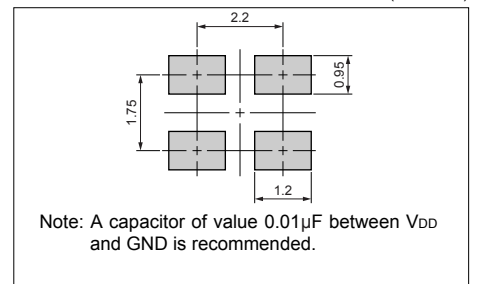 2.2
0.95
1.75
1.2
Note: A capacitor of value 0.01µF between VDD
and GND is recommended.